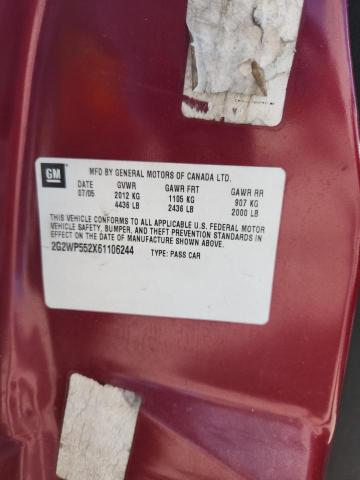 GM
MFD BY GENERAL MOTORS OF CANADA LTD.
DATE GVWR GAWR FRT GAWR RR
07/05 2012 KG 1105 KG 907 KG
4436 LB 2436 LB 2000 LB
THIS VEHICLE CONFORMS TO ALL APPLICABLE U.S. FEDERAL MOTOR
VEHICLE SAFETY, BUMPER, AND THEFT PREVENTION STANDARDS IN
EFFECT ON THE DATE OF MANUFACTURE SHOWN ABOVE.
2G2WP552X61106244 TYPE: PASS CAR